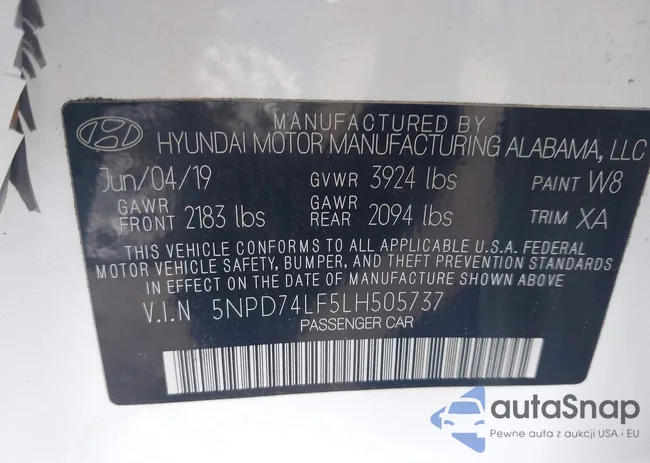 MANUFACTURED BY
HYUNDAI MOTOR MANUFACTURING ALABAMA, LLC
Jun/04/19 GVWR 3924 lbs PAINT W8
GAWR FRONT 2183 lbs GAWR REAR 2094 lbs TRIM XA
THIS VEHICLE CONFORMS TO ALL APPLICABLE U.S.A. FEDERAL
MOTOR VEHICLE SAFETY, BUMPER, AND THEFT PREVENTION STANDARDS
IN EFFECT ON THE DATE OF MANUFACTURE SHOWN ABOVE.
V.I.N 5NPD74LF5LH505737
PASSENGER CAR
autaSnap
Pewne auta z aukcji USA i EU